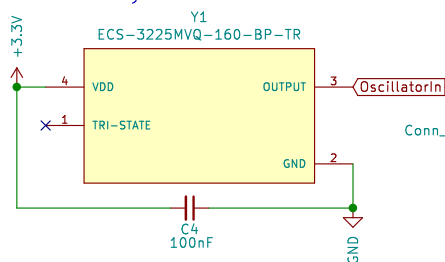 Y1
ECS-3225MVQ-160-BP-TR
+3.3V
4
VDD
OUTPUT
3
OscillatorIn
1
TRI-STATE
Conn_
GND
2
C4
100nF
GND